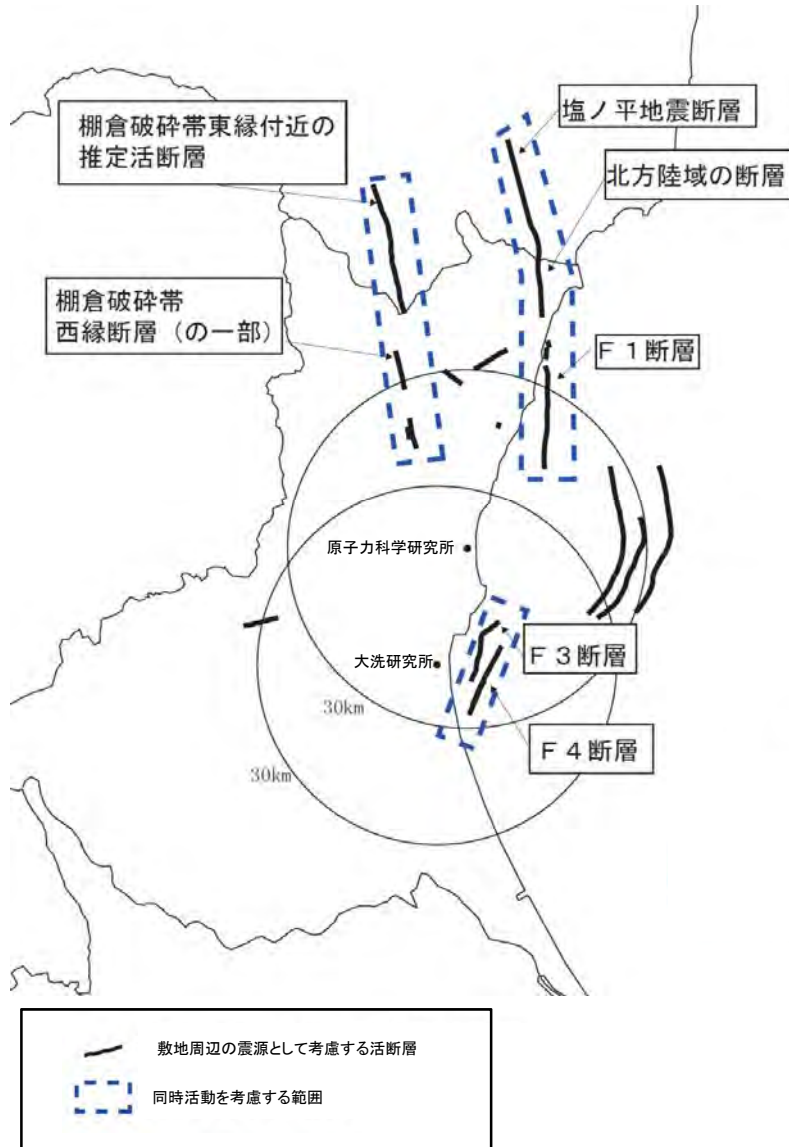 棚倉破砕帯東縁付近の
推定活断層
塩ノ平地震断層
北方陸域の断層
棚倉破砕帯
西縁断層（の一部）
Ｆ１断層
原子力科学研究所
Ｆ３断層
大洗研究所
30km
Ｆ４断層
30km
敷地周辺の震源として考慮する活断層
同時活動を考慮する範囲